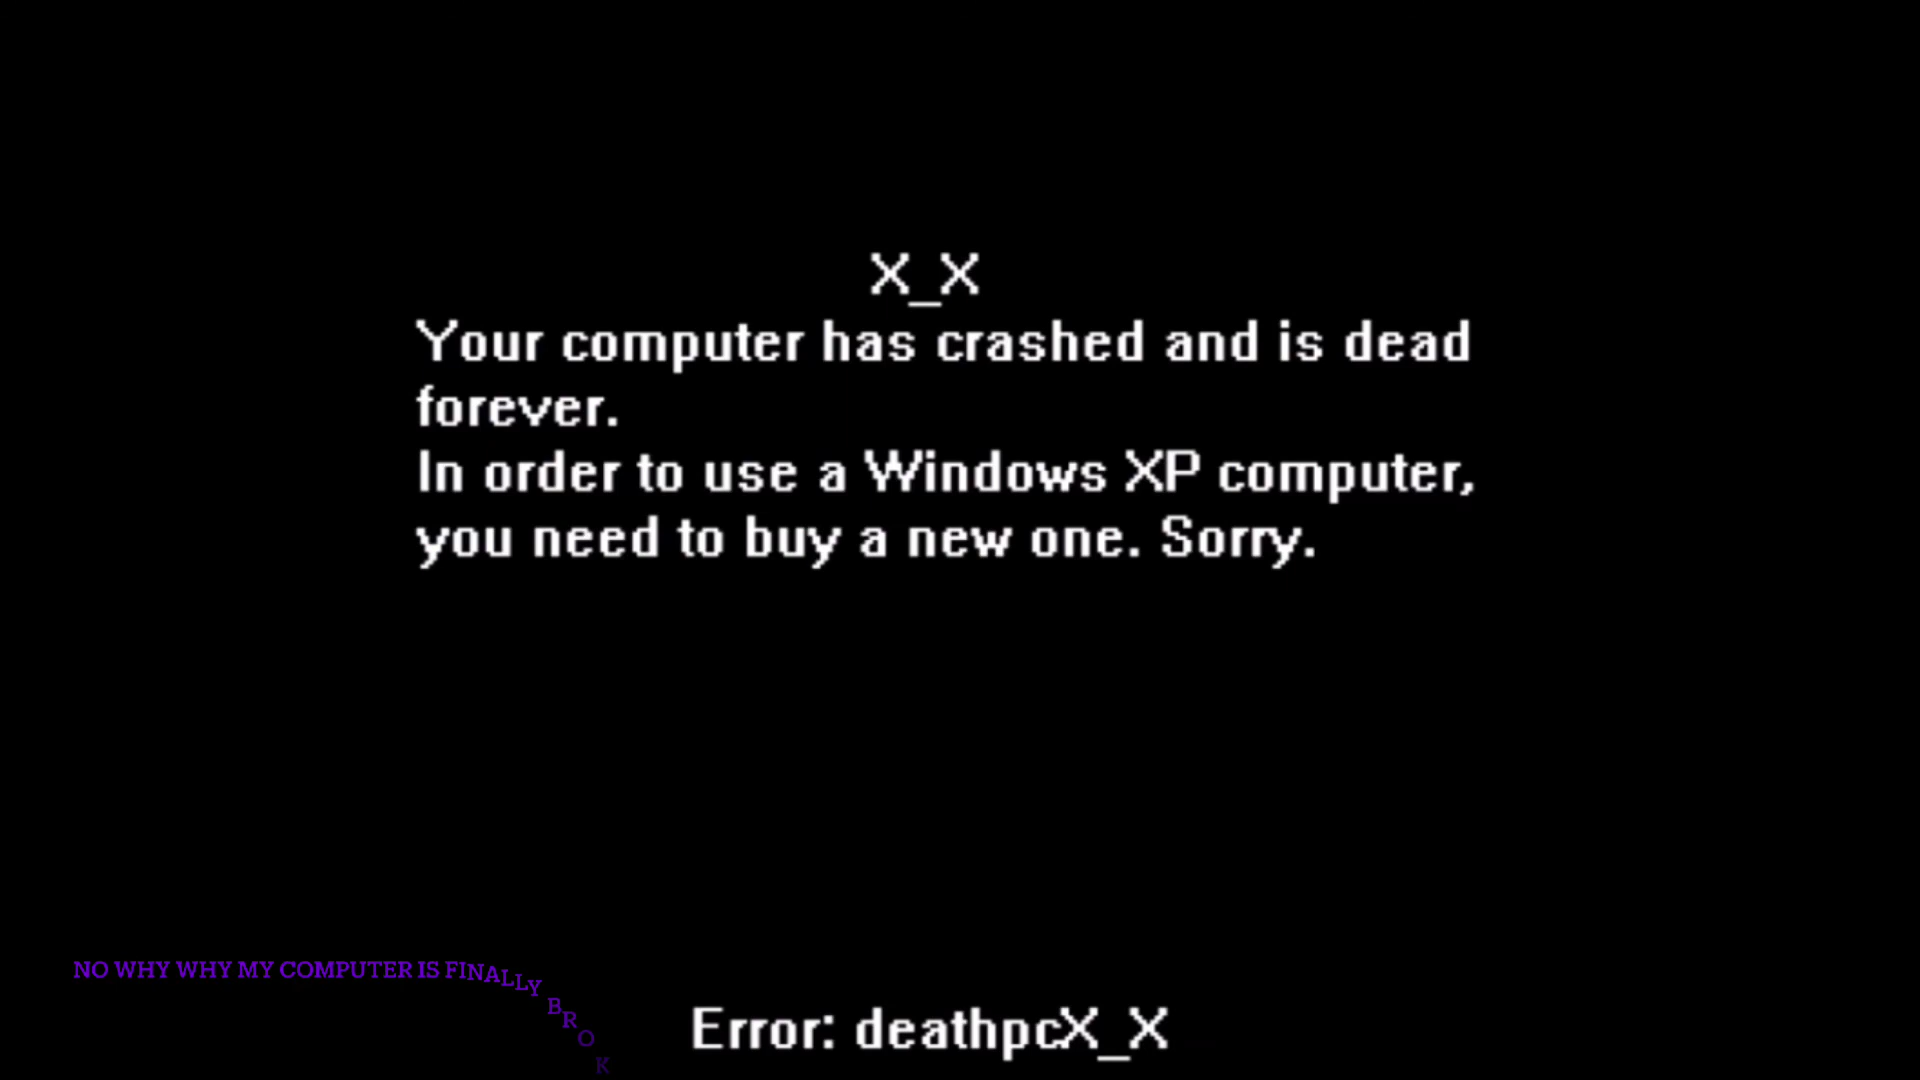 X_X
Your computer has crashed and is dead
forever.
In order to use a Windows XP computer,
you need to buy a new one. Sorry.
NO WHY WHY MY COMPUTER IS FINALLY BROK
Error: deathpcX_X